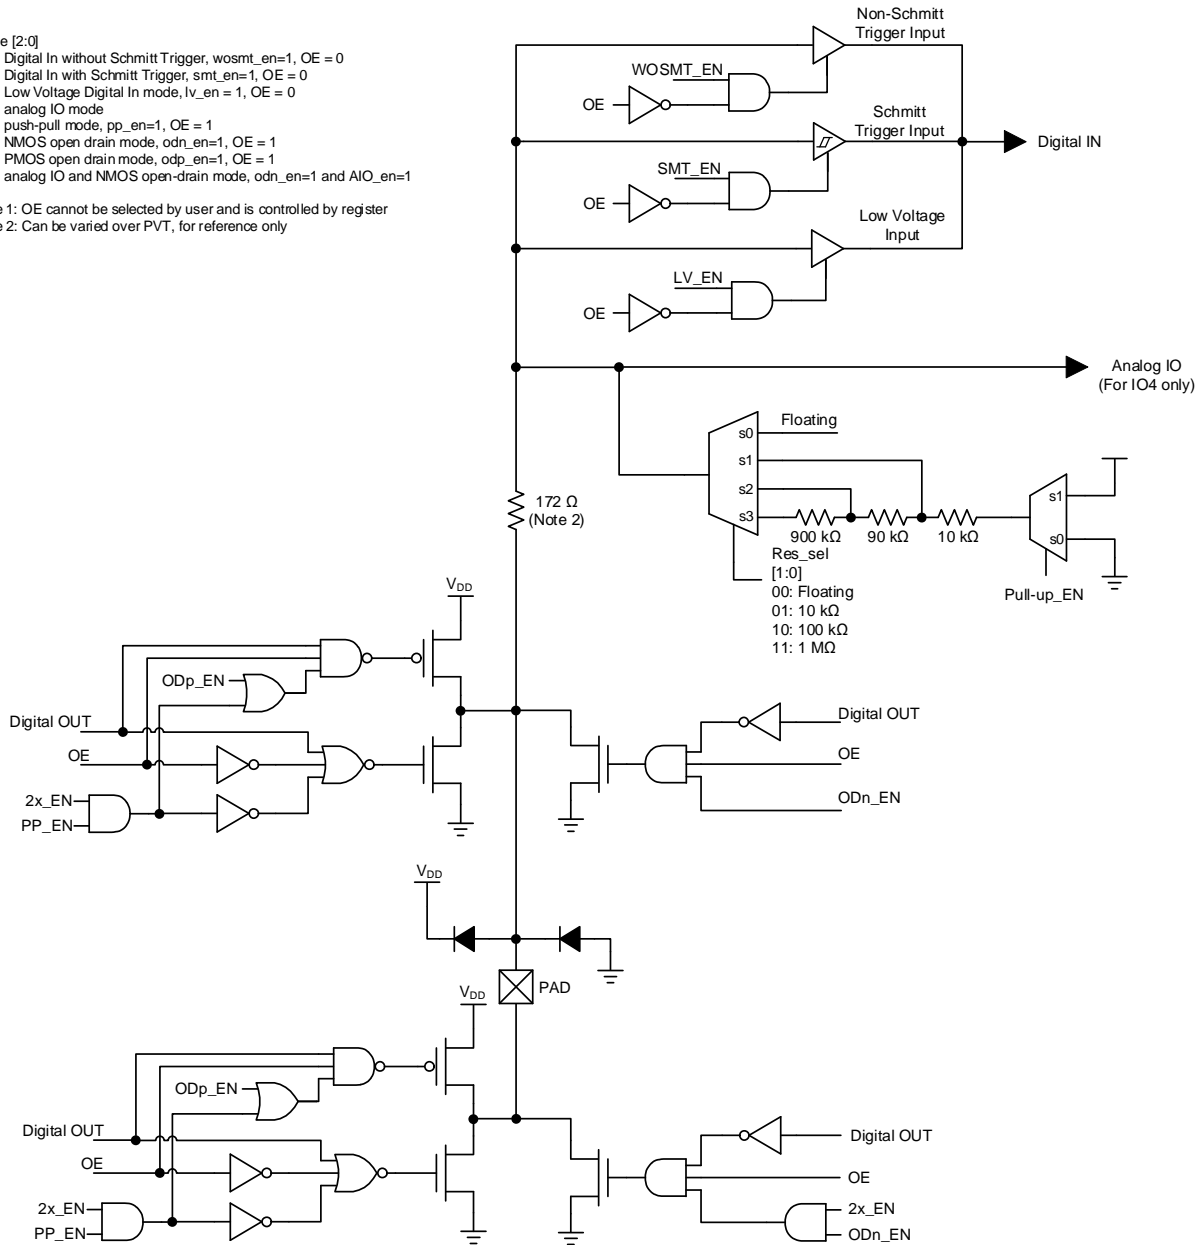 e [2:0]
Digital In without Schmitt Trigger, wosmt_en=1, OE = 0
Digital In with Schmitt Trigger, smt_en=1, OE = 0
Low Voltage Digital In mode, lv_en = 1, OE = 0
analog IO mode
push-pull mode, pp_en=1, OE = 1
NMOS open drain mode, odn_en=1, OE = 1
PMOS open drain mode, odp_en=1, OE = 1
analog IO and NMOS open-drain mode, odn_en=1 and AIO_en=1
e 1: OE cannot be selected by user and is controlled by register
e 2: Can be varied over PVT, for reference only
Non-Schmitt
Trigger Input
WOSMT_EN
OE
Schmitt
Trigger Input
Digital IN
SMT_EN
OE
Low Voltage
Input
LV_EN
OE
Analog IO
(For IO4 only)
Floating
s0
s1
s2
s3
900 kΩ
90 kΩ
10 kΩ
s1
s0
Pull-up_EN
Res_sel
[1:0]
00: Floating
01: 10 kΩ
10: 100 kΩ
11: 1 MΩ
172 Ω
(Note 2)
VDD
ODp_EN
Digital OUT
OE
2x_EN
PP_EN
Digital OUT
OE
ODn_EN
VDD
PAD
VDD
ODp_EN
Digital OUT
OE
2x_EN
PP_EN
Digital OUT
OE
2x_EN
ODn_EN